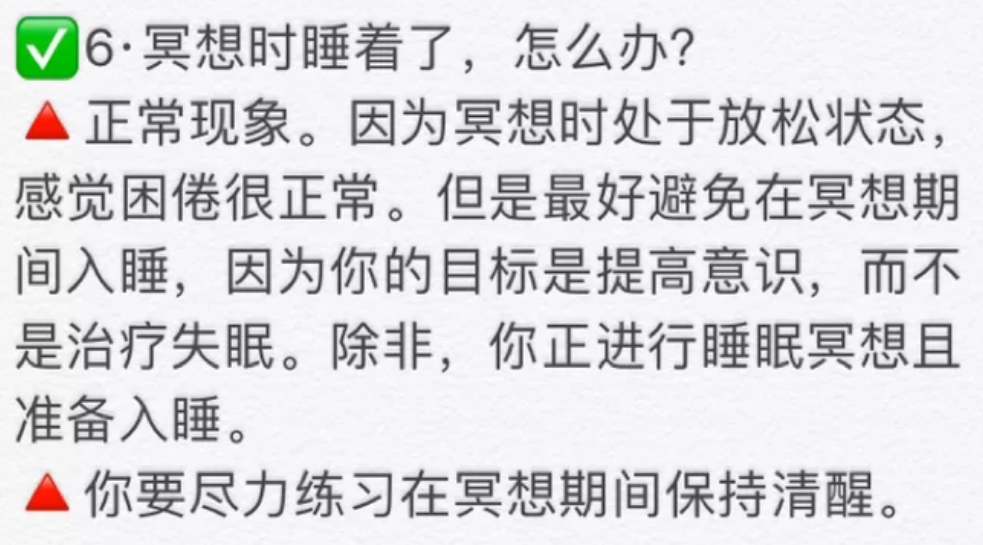 ✅6·冥想时睡着了，怎么办？
🔺正常现象。因为冥想时处于放松状态，
感觉困倦很正常。但是最好避免在冥想期
间入睡，因为你的目标是提高意识，而不
是治疗失眠。除非，你正进行睡眠冥想且
准备入睡。
🔺你要尽力练习在冥想期间保持清醒。